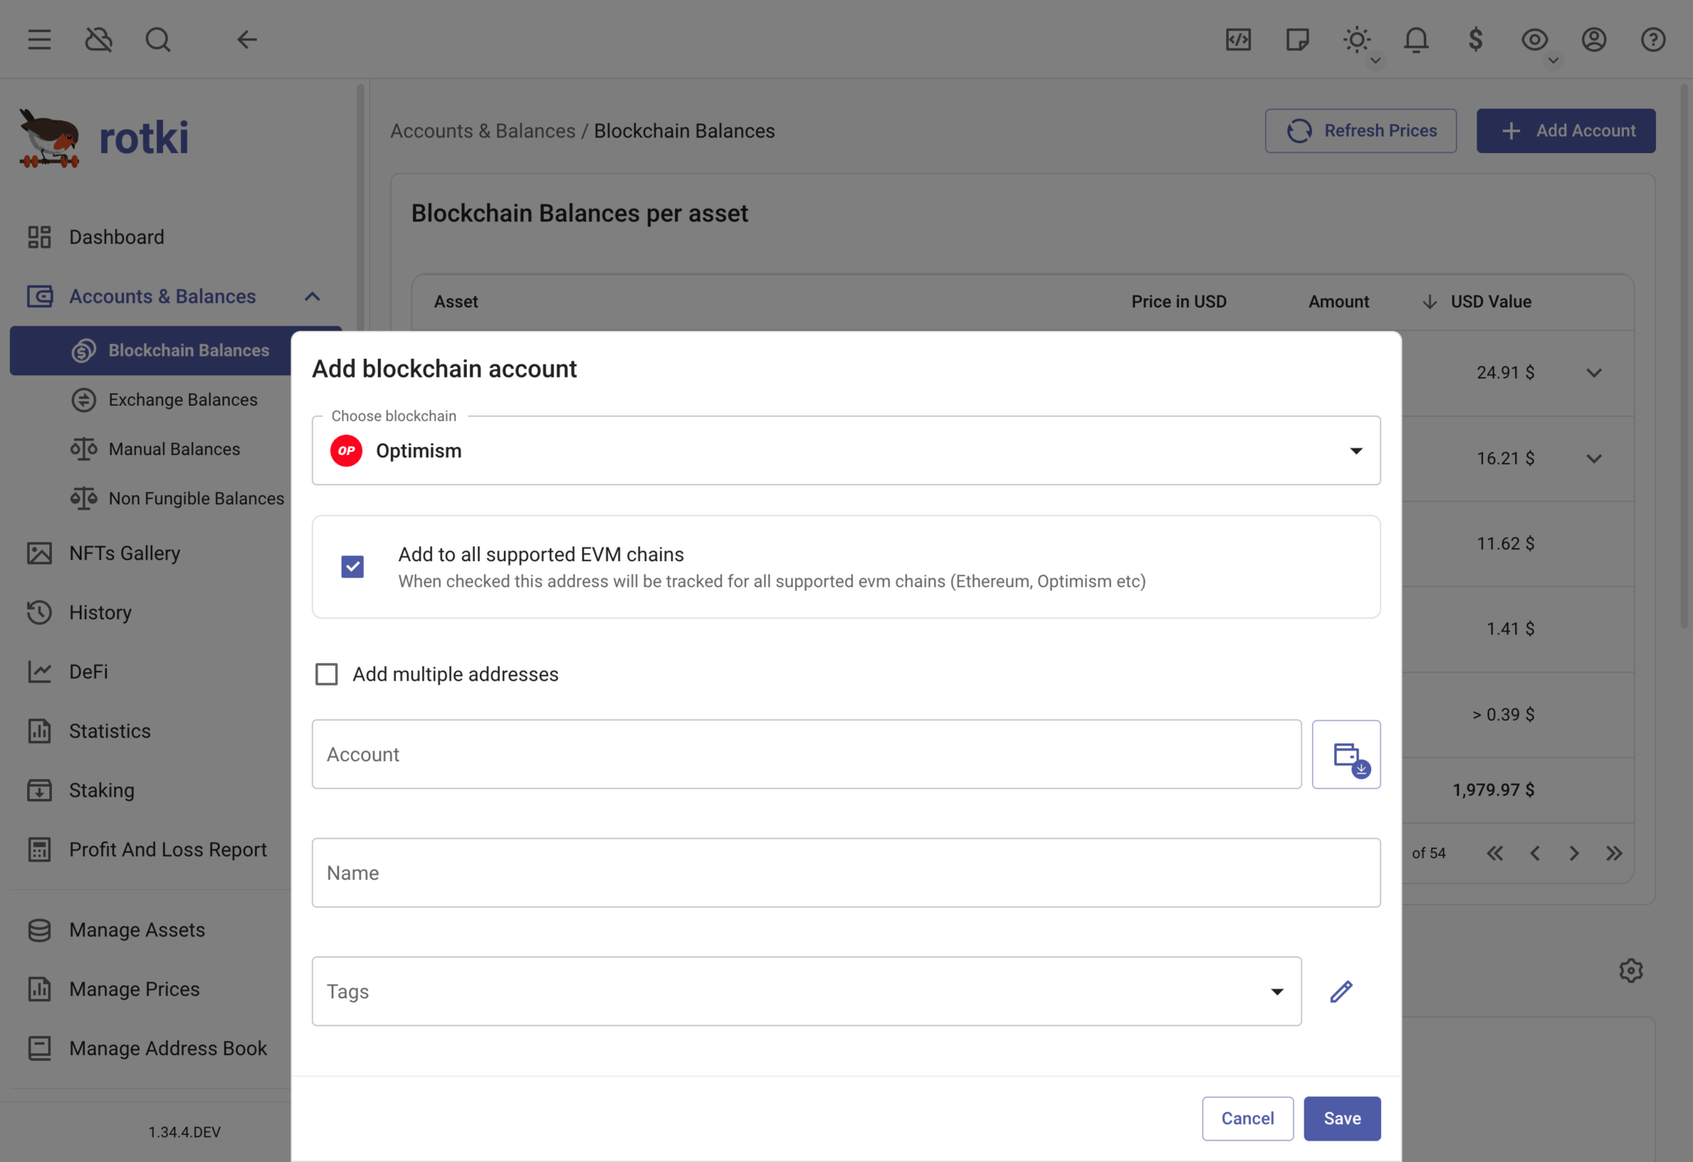 rotki
Accounts & Balances / Blockchain Balances
Refresh Prices
Add Account
Blockchain Balances per asset
Asset
Price in USD
Amount
USD Value
Dashboard
Accounts & Balances
Blockchain Balances
Exchange Balances
Manual Balances
Non Fungible Balances
NFTs Gallery
History
DeFi
Statistics
Staking
Profit And Loss Report
Manage Assets
Manage Prices
Manage Address Book
1.34.4.DEV
Add blockchain account
Choose blockchain
OP Optimism
Add to all supported EVM chains
When checked this address will be tracked for all supported evm chains (Ethereum, Optimism etc)
Add multiple addresses
Account
Name
Tags
Cancel
Save
24.91 $
16.21 $
11.62 $
1.41 $
> 0.39 $
1,979.97 $
of 54